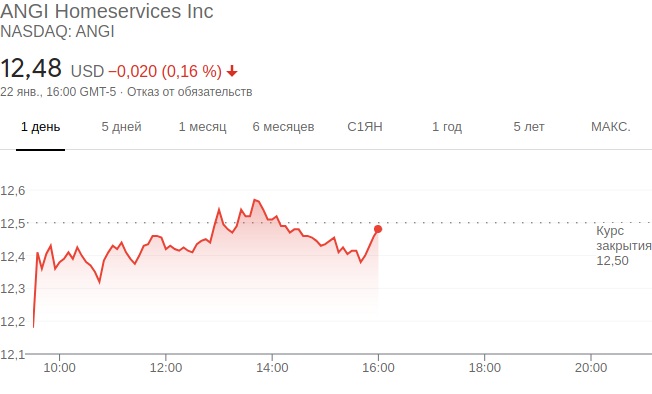 ANGI Homeservices Inc
NASDAQ: ANGI
12,48 USD −0,020 (0,16 %)
22 янв., 16:00 GMT-5 · Отказ от обязательств
1 день 5 дней 1 месяц 6 месяцев С1ЯН 1 год 5 лет МАКС.
12,6
12,5
Курс
закрытия
12,50
12,4
12,3
12,2
12,1
10:00 12:00 14:00 16:00 18:00 20:00